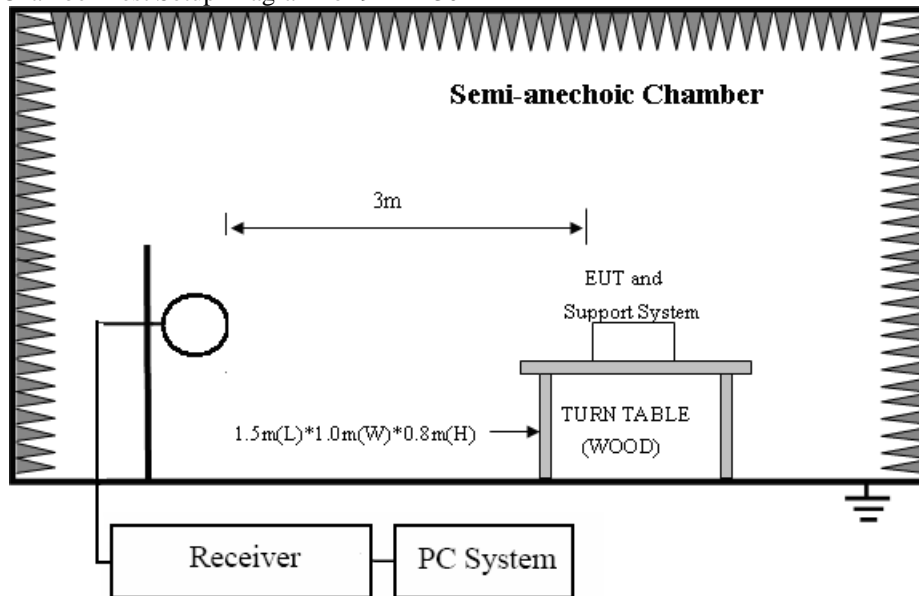 Semi-anechoic Chamber
3m
EUT and
Support System
1.5m(L)*1.0m(W)*0.8m(H)
TURN TABLE
(WOOD)
Receiver
PC System